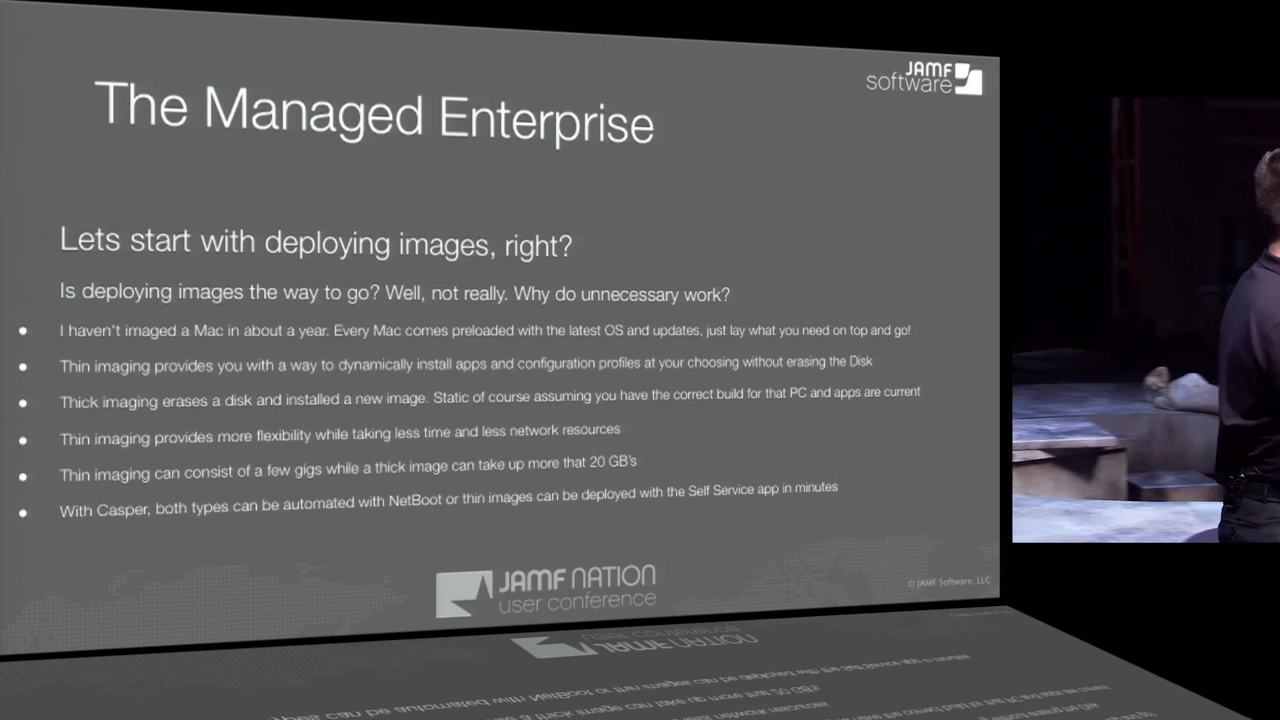 JAMF
software
The Managed Enterprise
Lets start with deploying images, right?
Is deploying images the way to go? Well, not really. Why do unnecessary work?
I haven't imaged a Mac in about a year. Every Mac comes preloaded with the latest OS and updates, just lay what you need on top and go!
Thin imaging provides you with a way to dynamically install apps and configuration profiles at your choosing without erasing the Disk
Thick imaging erases a disk and installed a new image. Static of course assuming you have the correct build for that PC and apps are current
Thin imaging provides more flexibility while taking less time and less network resources
Thin imaging can consist of a few gigs while a thick image can take up more that 20 GB's
With Casper, both types can be automated with NetBoot or thin images can be deployed with the Self Service app in minutes
JAMF NATION
user conference
© JAMF Software, LLC